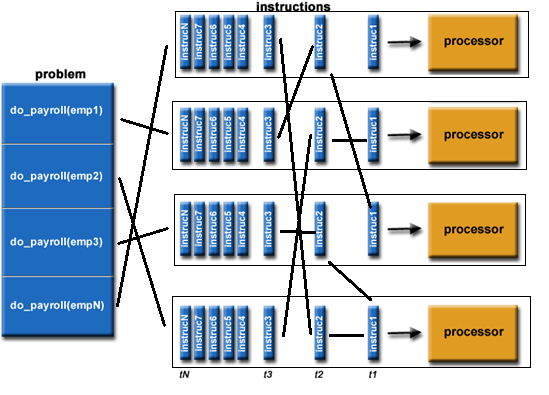 instructions
problem
do_payroll(emp1)
do_payroll(emp2)
do_payroll(emp3)
do_payroll(empN)
instrucN instruc7 instruc6 instruc5 instruc4 instruc3 instruc2 instruc1 processor
instrucN instruc7 instruc6 instruc5 instruc4 instruc3 instruc2 instruc1 processor
instrucN instruc7 instruc6 instruc5 instruc4 instruc3 instruc2 instruc1 processor
instrucN instruc7 instruc6 instruc5 instruc4 instruc3 instruc2 instruc1 processor
tN t3 t2 t1